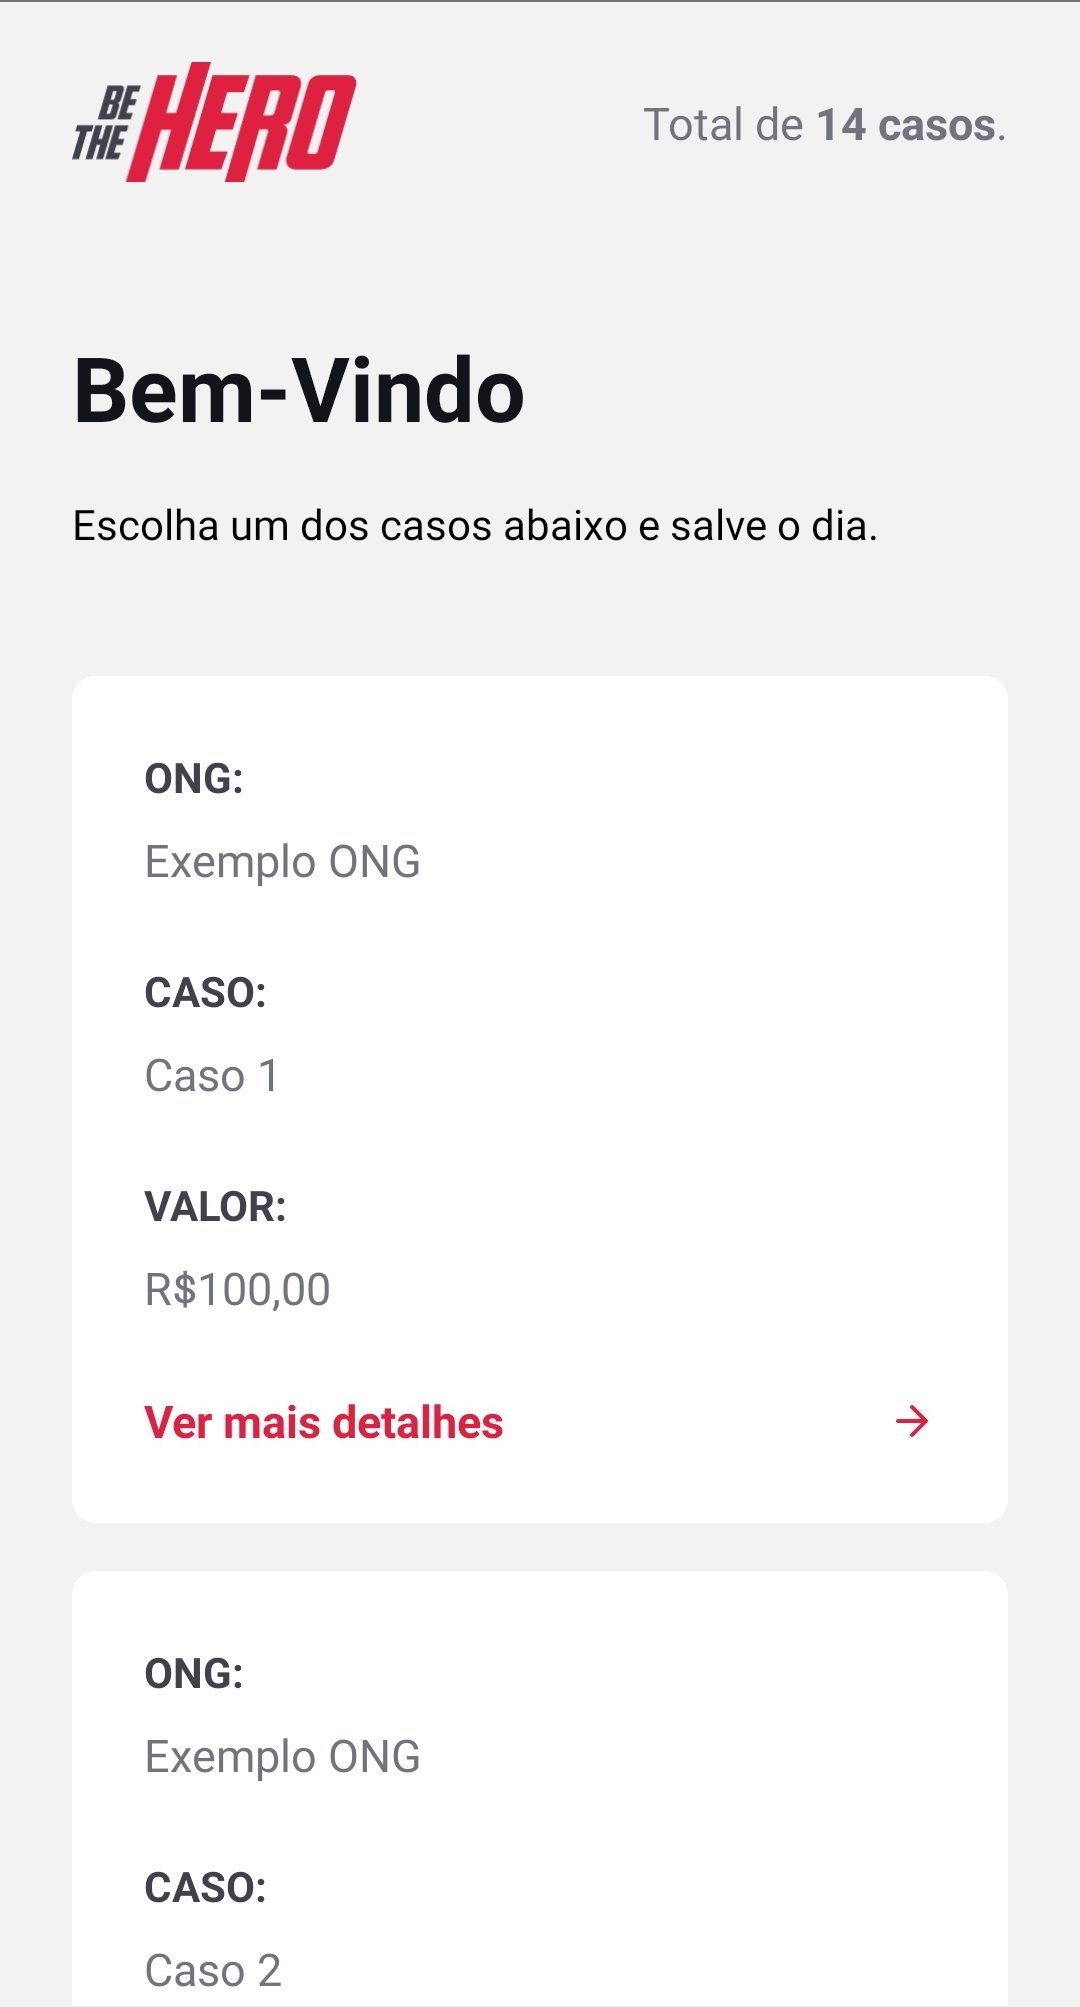 BE THE HERO
Total de 14 casos.
Bem-Vindo
Escolha um dos casos abaixo e salve o dia.
ONG:
Exemplo ONG
CASO:
Caso 1
VALOR:
R$100,00
Ver mais detalhes
ONG:
Exemplo ONG
CASO:
Caso 2